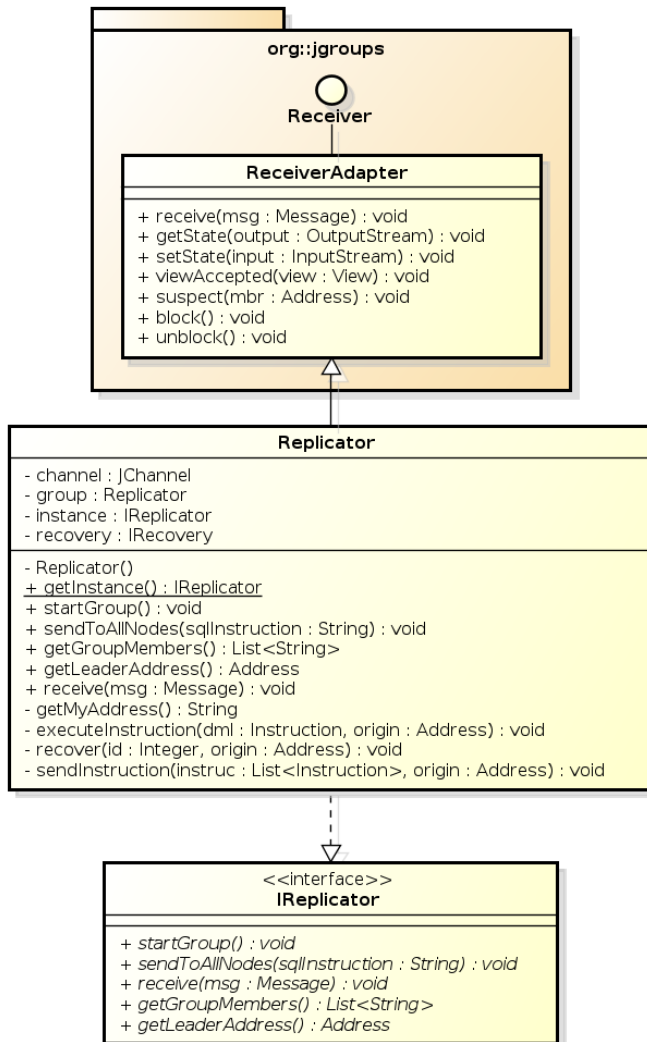 org::jgroups
Receiver
ReceiverAdapter
+ receive(msg : Message) : void
+ getState(output : OutputStream) : void
+ setState(input : InputStream) : void
+ viewAccepted(view : View) : void
+ suspect(mbr : Address) : void
+ block() : void
+ unblock() : void
Replicator
- channel : JChannel
- group : Replicator
- instance : IReplicator
- recovery : IRecovery
- Replicator()
+ getInstance() : IReplicator
+ startGroup() : void
+ sendToAllNodes(sqlInstruction : String) : void
+ getGroupMembers() : List<String>
+ getLeaderAddress() : Address
+ receive(msg : Message) : void
- getMyAddress() : String
- executeInstruction(dml : Instruction, origin : Address) : void
- recover(id : Integer, origin : Address) : void
- sendInstruction(instruc : List<Instruction>, origin : Address) : void
<<interface>>
IReplicator
+ startGroup() : void
+ sendToAllNodes(sqlInstruction : String) : void
+ receive(msg : Message) : void
+ getGroupMembers() : List<String>
+ getLeaderAddress() : Address